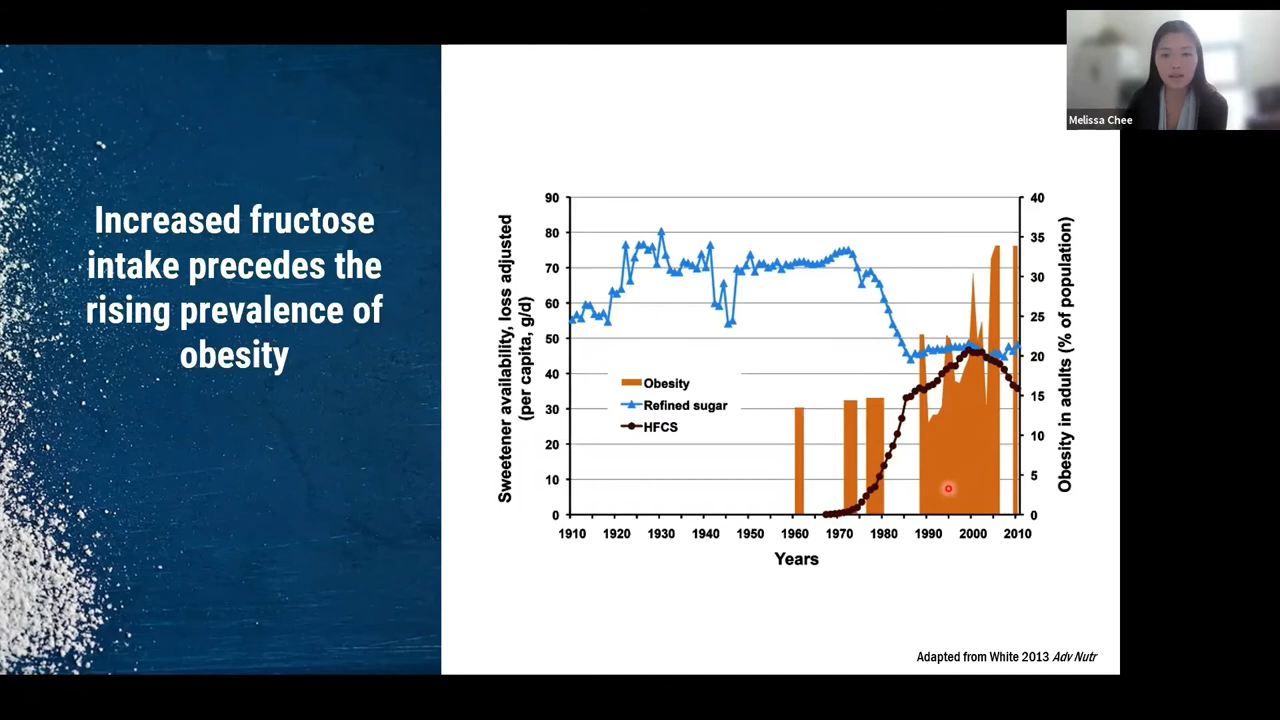 Melissa Chee
Increased fructose
intake precedes the
rising prevalence of
obesity
Sweetener availability, loss adjusted
(per capita, g/d)
90
80
70
60
50
40
30
20
10
0
Obesity
Refined sugar
HFCS
40
35
30
25
20
15
10
5
0
Obesity in adults (% of population)
1910 1920 1930 1940 1950 1960 1970 1980 1990 2000 2010
Years
Adapted from White 2013 Adv Nutr